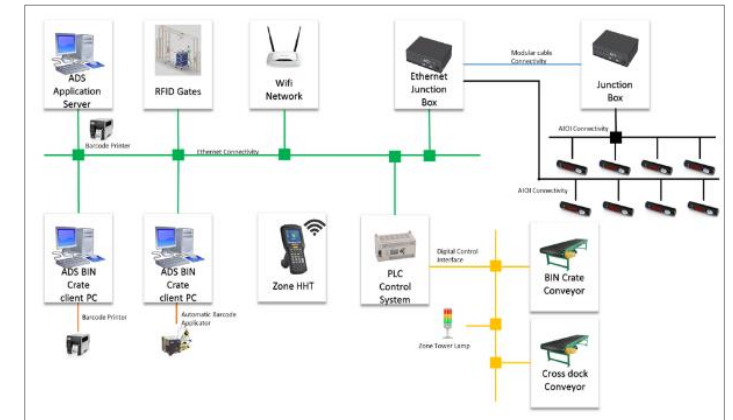 ADS
Application
Server
RFID Gates
Wifi
Network
Ethernet
Junction
Box
Modular cable
Connectivity
Junction
Box
Barcode Printer
Ethernet Connectivity
AIOI Connectivity
AIOI Connectivity
ADS BIN
Crate
client PC
ADS BIN
Crate
client PC
Zone HHT
PLC
Control
System
Digital Control
Interface
BIN Crate
Conveyor
Barcode Printer
Automatic Barcode
Applicator
Zone Tower Lamp
Cross dock
Conveyor